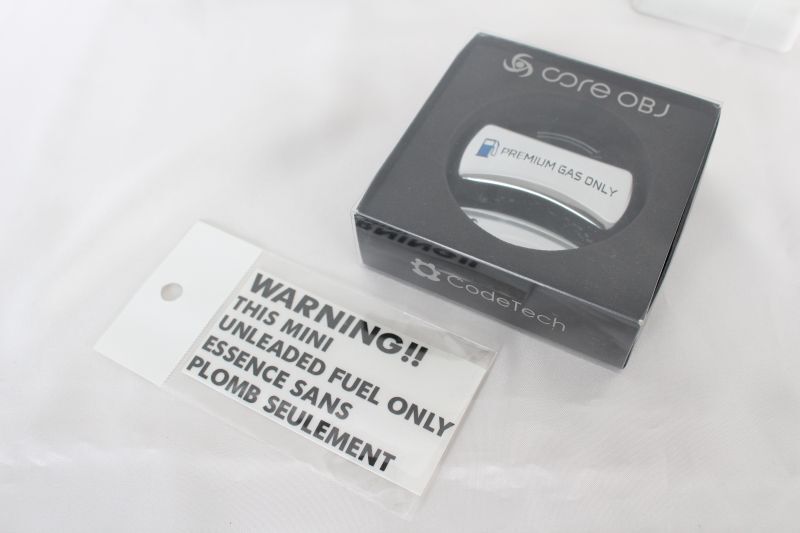 core OBJ
PREMIUM GAS ONLY
CodeTech
WARNING!!
THIS MINI
UNLEADED FUEL ONLY
ESSENCE SANS
PLOMB SEULEMENT